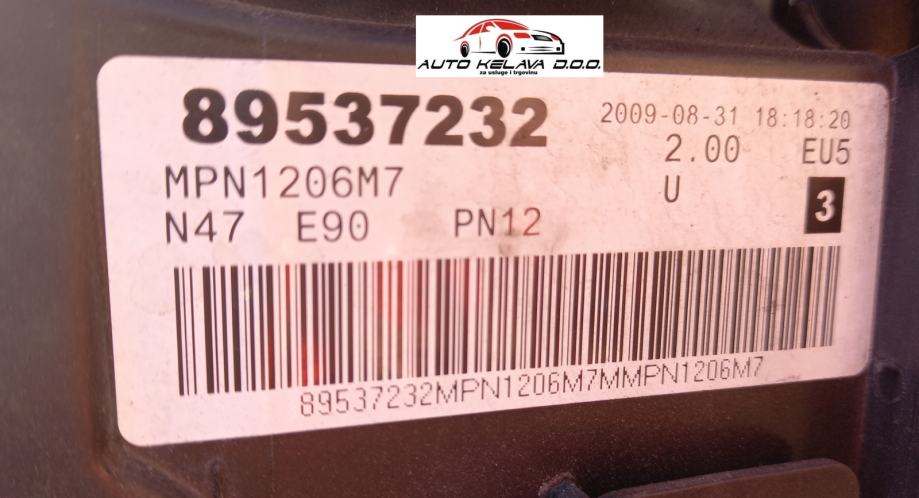 AUTO KELAVA D.O.O.
za usluge i trgovinu
89537232
2009-08-31 18:18:20
MPN1206M7
2.00 EU5
U
3
N47 E90 PN12
89537232MPN1206M7MMPN1206M7